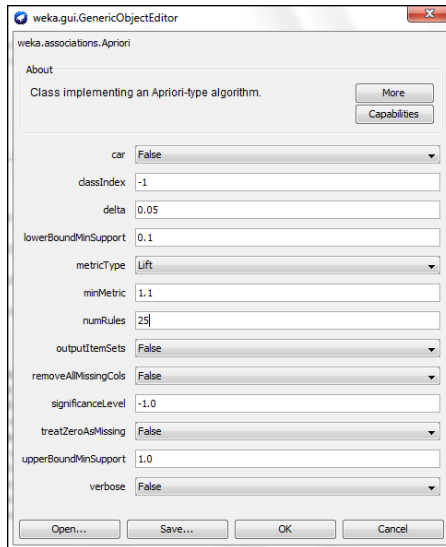 weka.gui.GenericObjectEditor
weka.associations.Apriori
About
Class implementing an Apriori-type algorithm.
More
Capabilities
car False
classIndex -1
delta 0.05
lowerBoundMinSupport 0.1
metricType Lift
minMetric 1.1
numRules 25
outputItemSets False
removeAllMissingCols False
significanceLevel -1.0
treatZeroAsMissing False
upperBoundMinSupport 1.0
verbose False
Open... Save... OK Cancel